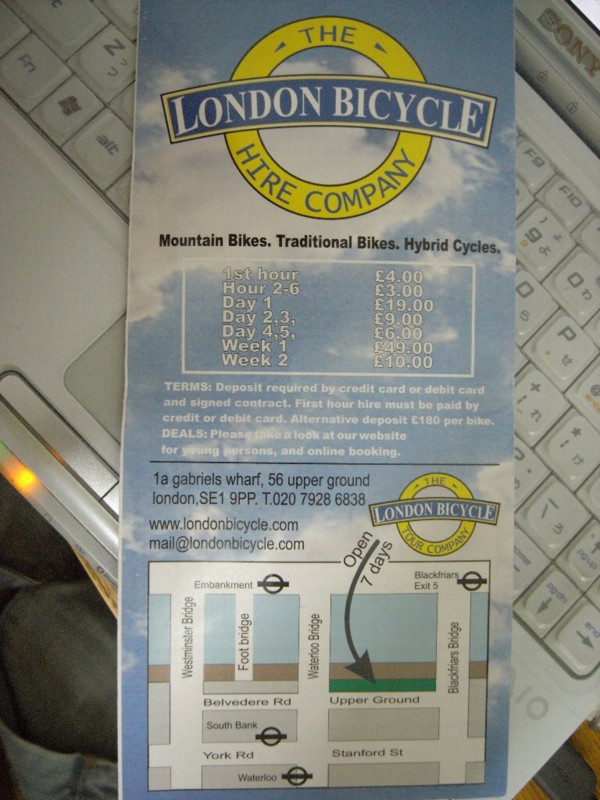 THE
LONDON BICYCLE
HIRE COMPANY
Mountain Bikes. Traditional Bikes. Hybrid Cycles.
1st hour £4.00
Hour 2-6 £3.00
Day 1 £19.00
Day 2,3, £9.00
Day 4,5, £6.00
Week 1 £49.00
Week 2 £10.00
TERMS: Deposit required by credit card or debit card
and signed contract. First hour hire must be paid by
credit or debit card. Alternative deposit £180 per bike.
DEALS: Please take a look at our website
for young persons, and online booking.
1a gabriels wharf, 56 upper ground
london,SE1 9PP. T.020 7928 6838
www.londonbicycle.com
mail@londonbicycle.com
THE
LONDON BICYCLE
TOUR COMPANY
Open
7 days
Embankment
Blackfriars
Exit 5
Westminster Bridge
Foot bridge
Waterloo Bridge
Blackfriars Bridge
Belvedere Rd
Upper Ground
South Bank
York Rd
Stanford St
Waterloo
SONY
Fn
alt
F9
F10